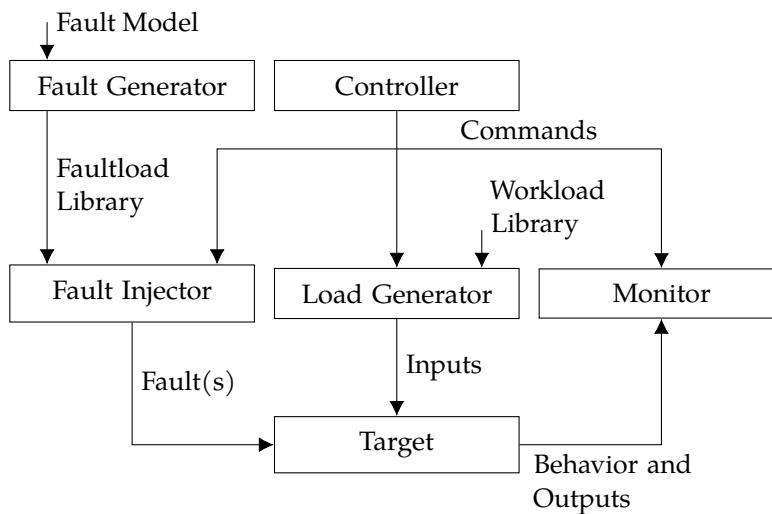 Fault Model
Fault Generator
Controller
Commands
Faultload
Library
Workload
Library
Fault Injector
Load Generator
Monitor
Inputs
Fault(s)
Target
Behavior and
Outputs